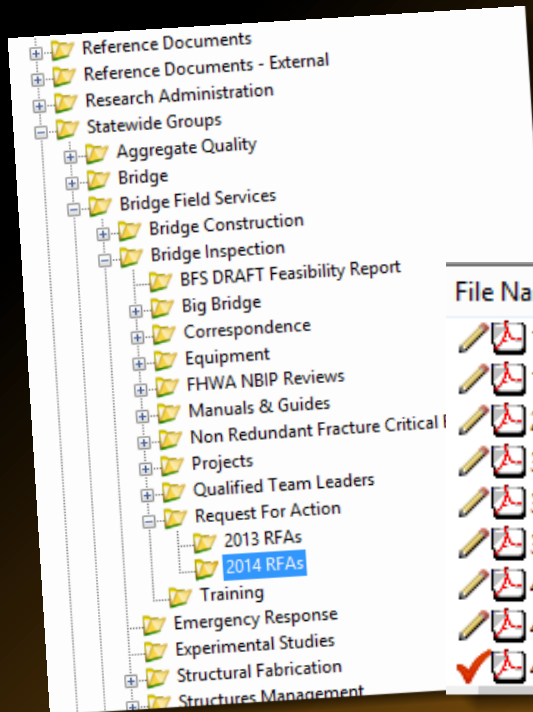 Reference Documents
Reference Documents - External
Research Administration
Statewide Groups
Aggregate Quality
Bridge
Bridge Field Services
Bridge Construction
Bridge Inspection
BFS DRAFT Feasibility Report
Big Bridge
Correspondence
Equipment
FHWA NBIP Reviews
Manuals & Guides
Non Redundant Fracture Critical
Projects
Qualified Team Leaders
Request For Action
2013 RFAs
2014 RFAs
Training
Emergency Response
Experimental Studies
Structural Fabrication
Structures Management
File Na